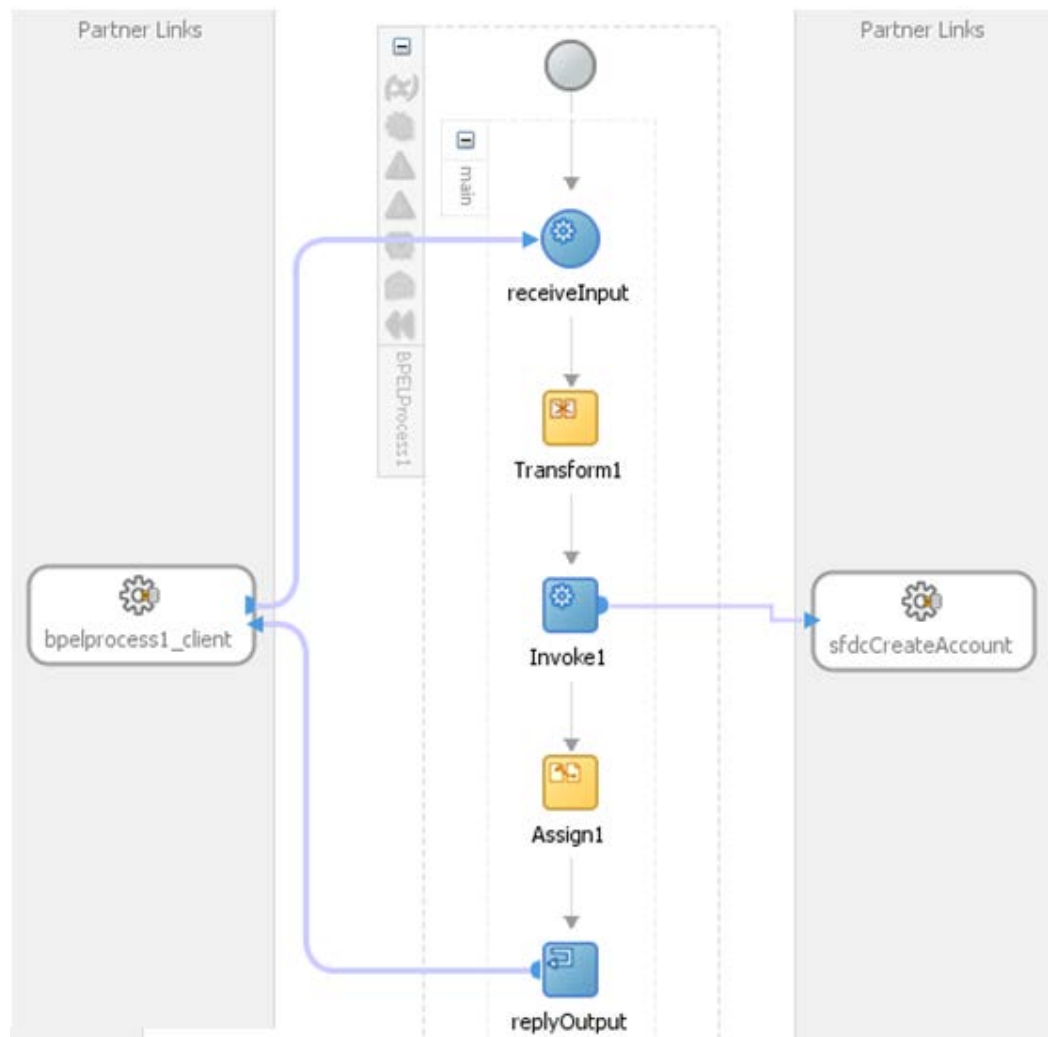 Partner Links
Partner Links
main
receiveInput
BPELProcess1
Transform1
bpelprocess1_client
Invoke1
sfdcCreateAccount
Assign1
replyOutput